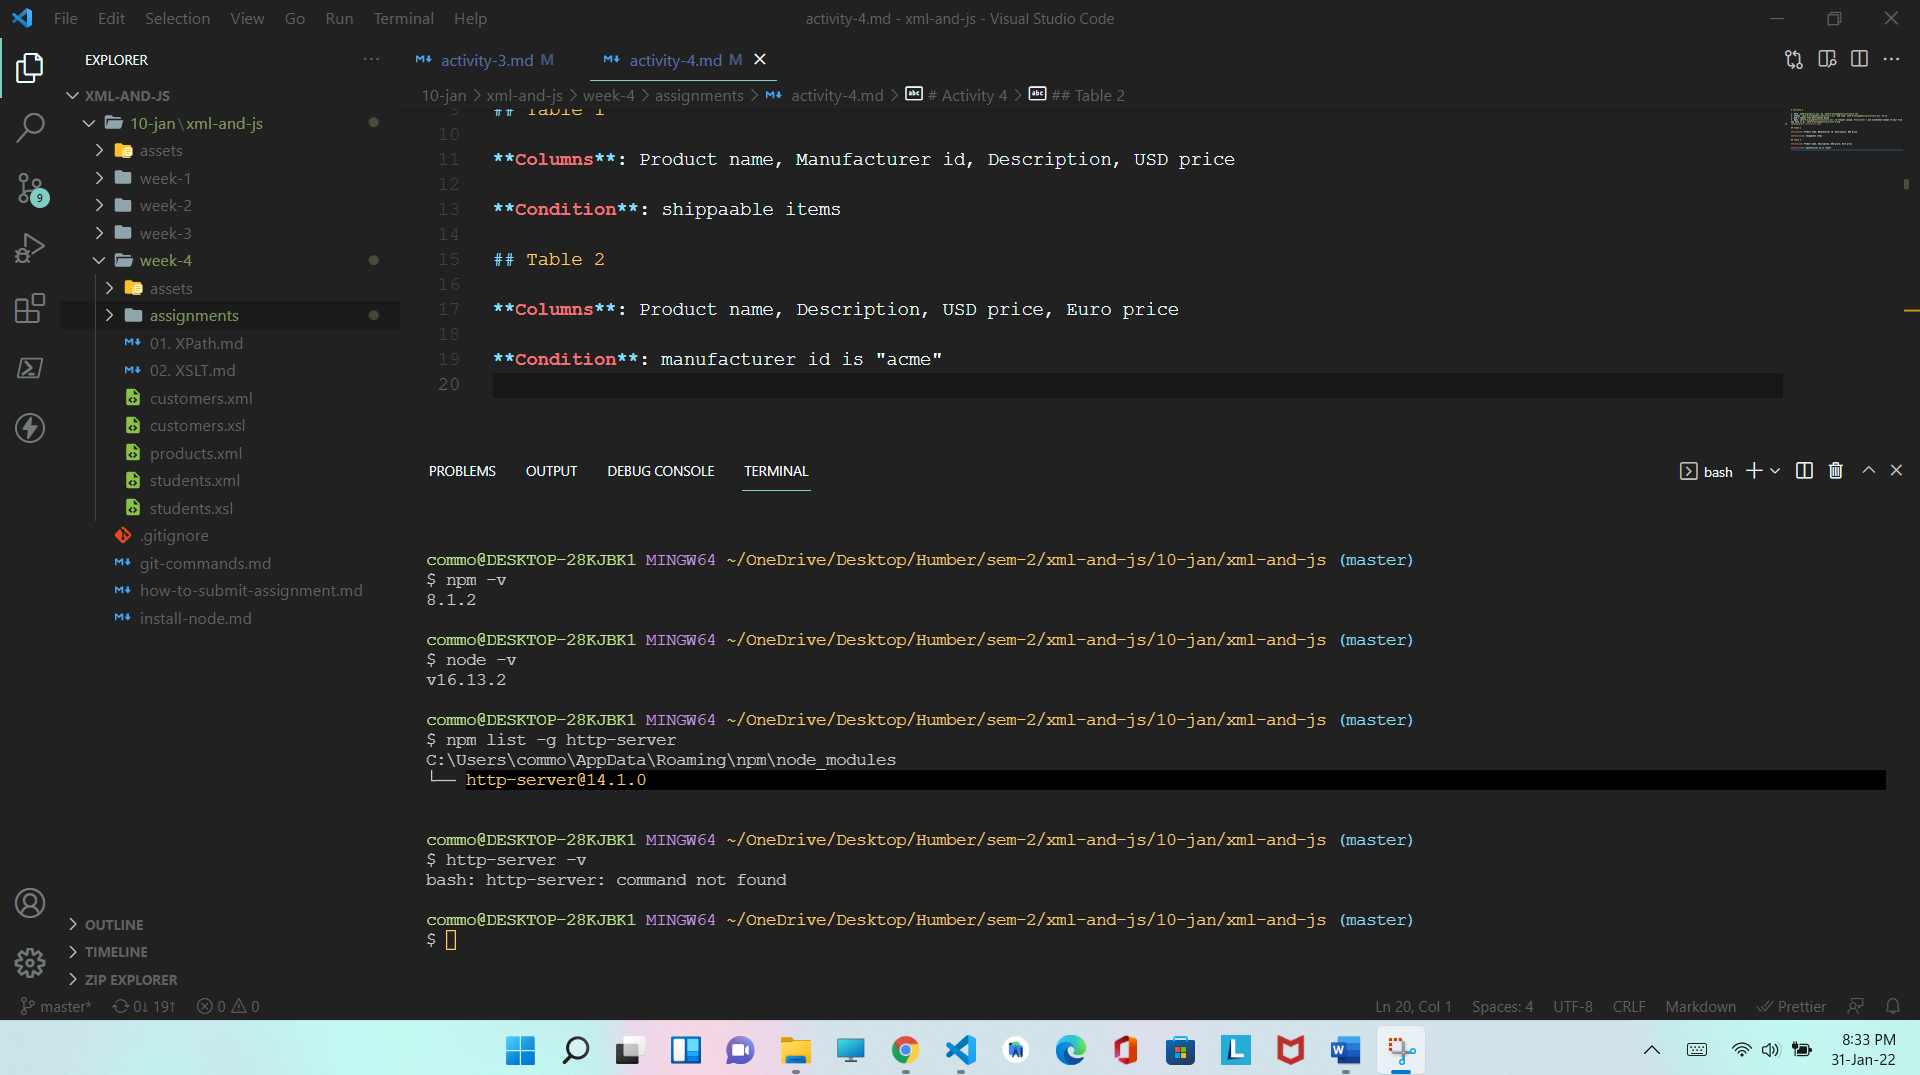 File Edit Selection View Go Run Terminal Help
activity-4.md - xml-and-js - Visual Studio Code
EXPLORER
XML-AND-JS
10-jan\xml-and-js
assets
week-1
week-2
week-3
week-4
assets
assignments
01. XPath.md
02. XSLT.md
customers.xml
customers.xsl
products.xml
students.xml
students.xsl
.gitignore
git-commands.md
how-to-submit-assignment.md
install-node.md
OUTLINE
TIMELINE
ZIP EXPLORER
9
activity-3.md M
activity-4.md M
10-jan > xml-and-js > week-4 > assignments > activity-4.md > # Activity 4 > ## Table 2
9 ## Table 1
10
11 **Columns**: Product name, Manufacturer id, Description, USD price
12
13 **Condition**: shippaable items
14
15 ## Table 2
16
17 **Columns**: Product name, Description, USD price, Euro price
18
19 **Condition**: manufacturer id is "acme"
20
PROBLEMS OUTPUT DEBUG CONSOLE TERMINAL
bash
commo@DESKTOP-28KJBK1 MINGW64 ~/OneDrive/Desktop/Humber/sem-2/xml-and-js/10-jan/xml-and-js (master)
$ npm -v
8.1.2
commo@DESKTOP-28KJBK1 MINGW64 ~/OneDrive/Desktop/Humber/sem-2/xml-and-js/10-jan/xml-and-js (master)
$ node -v
v16.13.2
commo@DESKTOP-28KJBK1 MINGW64 ~/OneDrive/Desktop/Humber/sem-2/xml-and-js/10-jan/xml-and-js (master)
$ npm list -g http-server
C:\Users\commo\AppData\Roaming\npm\node_modules
└── http-server@14.1.0
commo@DESKTOP-28KJBK1 MINGW64 ~/OneDrive/Desktop/Humber/sem-2/xml-and-js/10-jan/xml-and-js (master)
$ http-server -v
bash: http-server: command not found
commo@DESKTOP-28KJBK1 MINGW64 ~/OneDrive/Desktop/Humber/sem-2/xml-and-js/10-jan/xml-and-js (master)
$
master* 0↓ 19↑ 0 0
Ln 20, Col 1 Spaces: 4 UTF-8 CRLF Markdown Prettier
8:33 PM
31-Jan-22